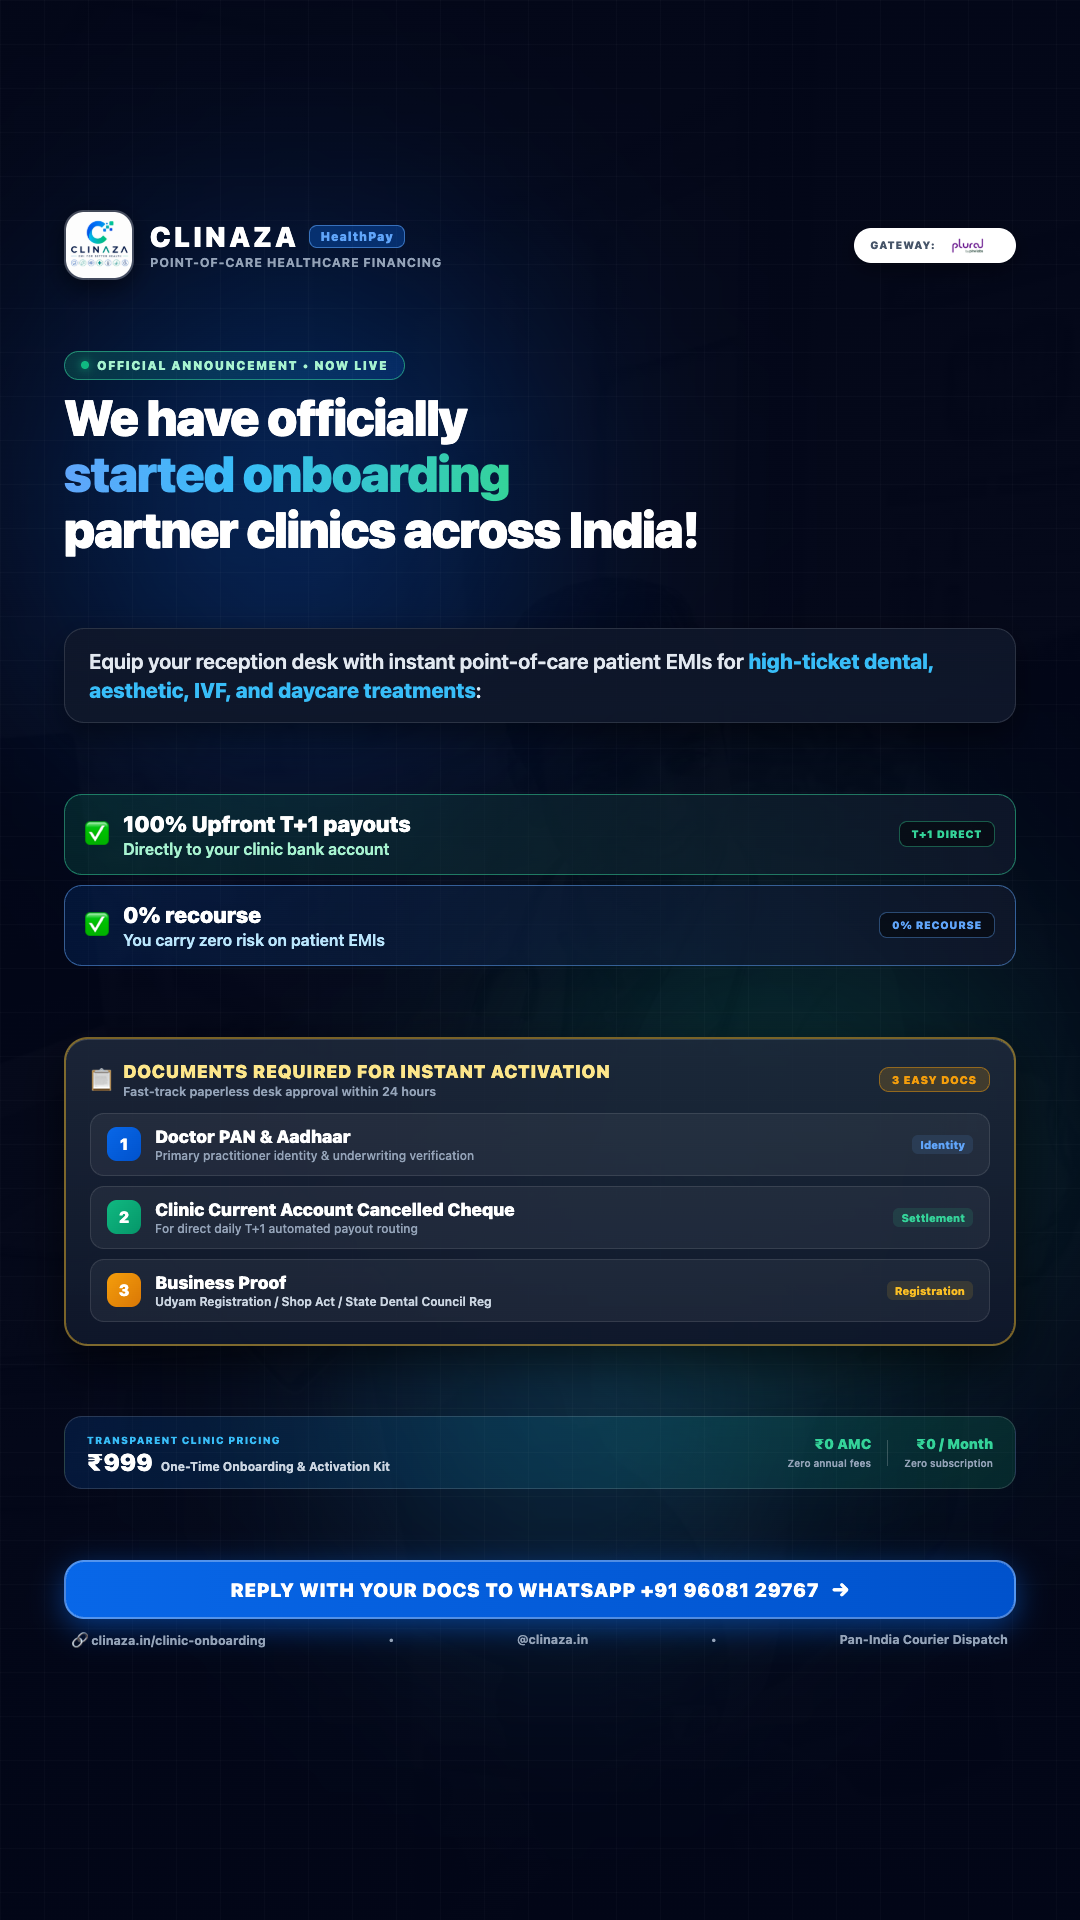 CLINAZA
CLINAZA HealthPay
POINT-OF-CARE HEALTHCARE FINANCING
GATEWAY: plural
OFFICIAL ANNOUNCEMENT • NOW LIVE
We have officially
started onboarding
partner clinics across India!
Equip your reception desk with instant point-of-care patient EMIs for high-ticket dental,
aesthetic, IVF, and daycare treatments:
✅ 100% Upfront T+1 payouts
Directly to your clinic bank account
T+1 DIRECT
✅ 0% recourse
You carry zero risk on patient EMIs
0% RECOURSE
📋 DOCUMENTS REQUIRED FOR INSTANT ACTIVATION
Fast-track paperless desk approval within 24 hours
3 EASY DOCS
1 Doctor PAN & Aadhaar
Primary practitioner identity & underwriting verification
Identity
2 Clinic Current Account Cancelled Cheque
For direct daily T+1 automated payout routing
Settlement
3 Business Proof
Udyam Registration / Shop Act / State Dental Council Reg
Registration
TRANSPARENT CLINIC PRICING
₹999 One-Time Onboarding & Activation Kit
₹0 AMC
Zero annual fees
₹0 / Month
Zero subscription
REPLY WITH YOUR DOCS TO WHATSAPP +91 96081 29767 →
🔗 clinaza.in/clinic-onboarding • @clinaza.in • Pan-India Courier Dispatch